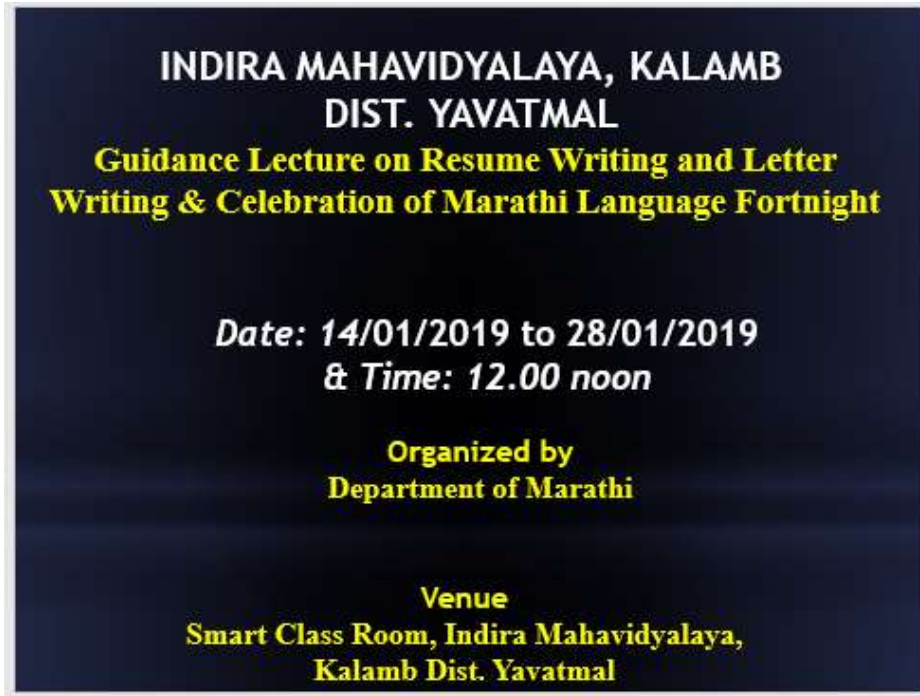 INDIRA MAHAVIDYALAYA, KALAMB
DIST. YAVATMAL
Guidance Lecture on Resume Writing and Letter
Writing & Celebration of Marathi Language Fortnight
Date: 14/01/2019 to 28/01/2019
& Time: 12.00 noon
Organized by
Department of Marathi
Venue
Smart Class Room, Indira Mahavidyalaya,
Kalamb Dist. Yavatmal